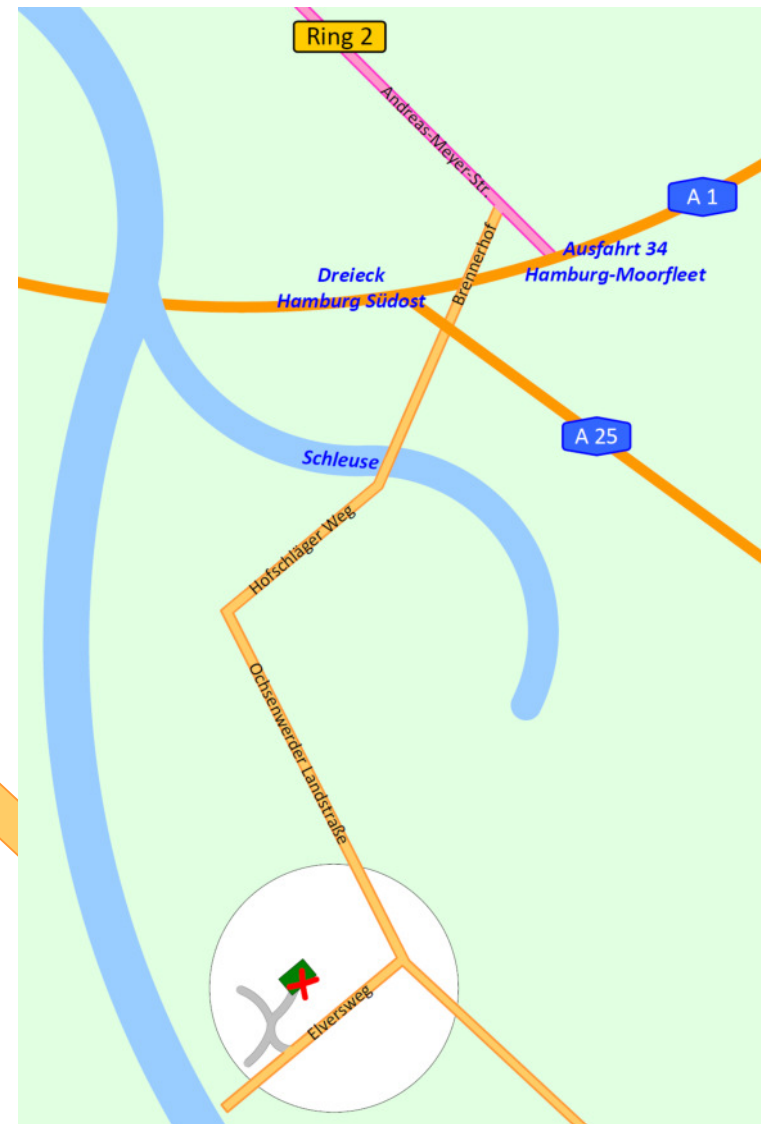 Ring 2
Andreas-Meyer-Str.
A 1
Ausfahrt 34
Hamburg-Moorfleet
Brennerhof
Dreieck
Hamburg Südost
A 25
Schleuse
Hofschläger Weg
Ochsenwerder Landstraße
Elversweg